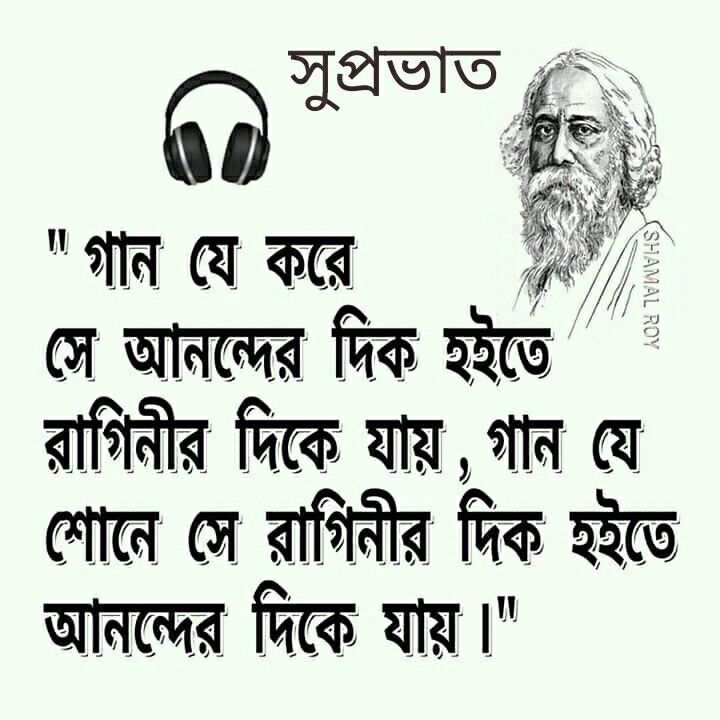 সুপ্রভাত
" গান যে করে
সে আনন্দের দিক হইতে
রাগিনীর দিকে যায় , গান যে
শোনে সে রাগিনীর দিক হইতে
আনন্দের দিকে যায় ।"
SHAMAL ROY